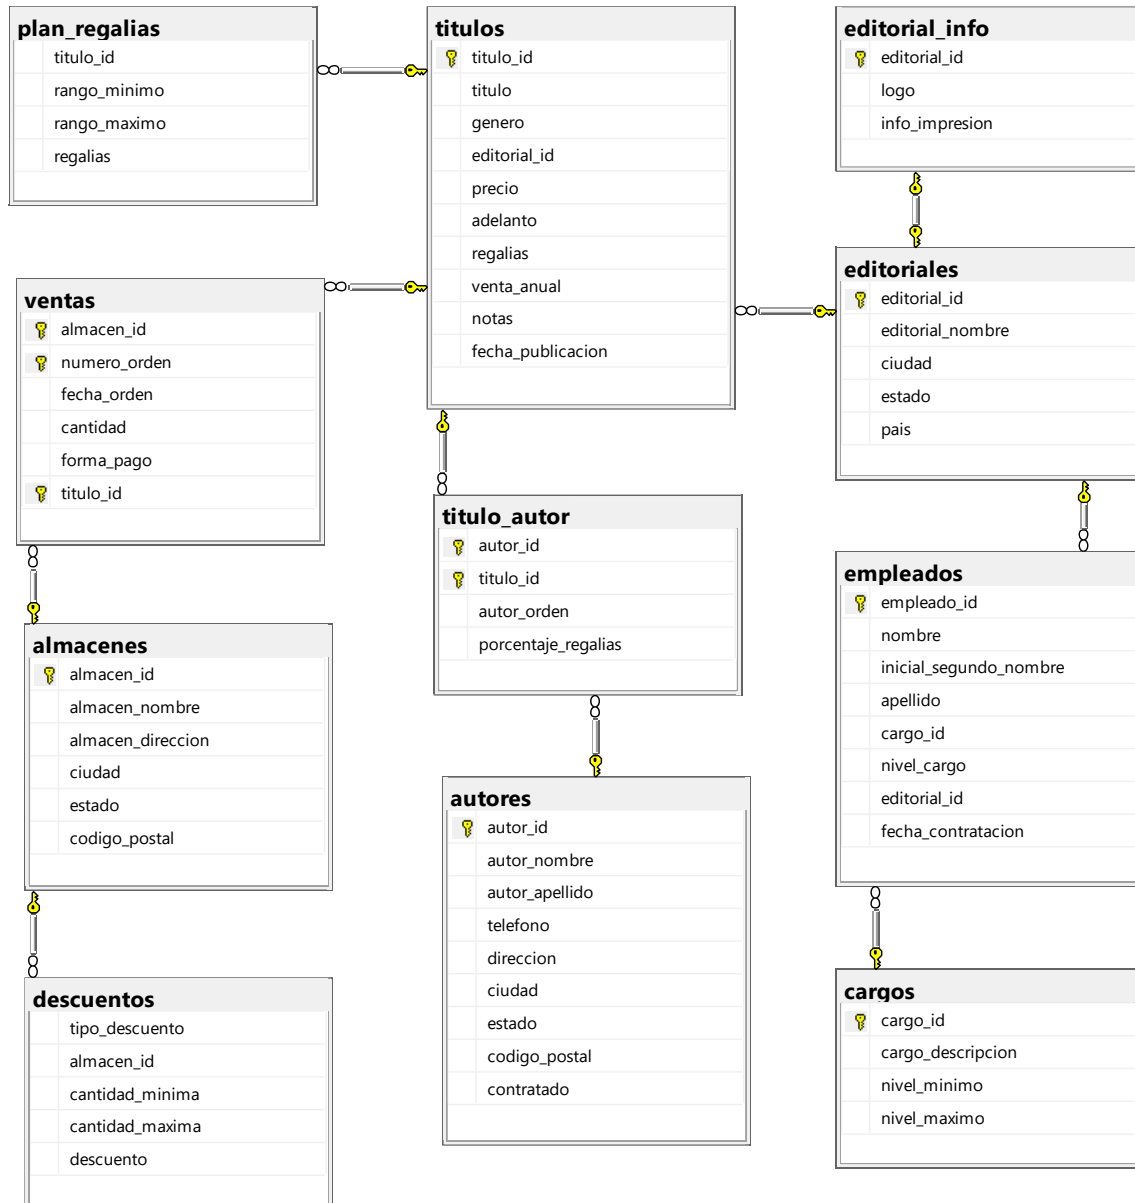 plan_regalias
titulo_id
rango_minimo
rango_maximo
regalias
titulos
titulo_id
titulo
genero
editorial_id
precio
adelanto
regalias
venta_anual
notas
fecha_publicacion
editorial_info
editorial_id
logo
info_impresion
ventas
almacen_id
numero_orden
fecha_orden
cantidad
forma_pago
titulo_id
editoriales
editorial_id
editorial_nombre
ciudad
estado
pais
titulo_autor
autor_id
titulo_id
autor_orden
porcentaje_regalias
empleados
empleado_id
nombre
inicial_segundo_nombre
apellido
cargo_id
nivel_cargo
editorial_id
fecha_contratacion
almacenes
almacen_id
almacen_nombre
almacen_direccion
ciudad
estado
codigo_postal
autores
autor_id
autor_nombre
autor_apellido
telefono
direccion
ciudad
estado
codigo_postal
contratado
descuentos
tipo_descuento
almacen_id
cantidad_minima
cantidad_maxima
descuento
cargos
cargo_id
cargo_descripcion
nivel_minimo
nivel_maximo